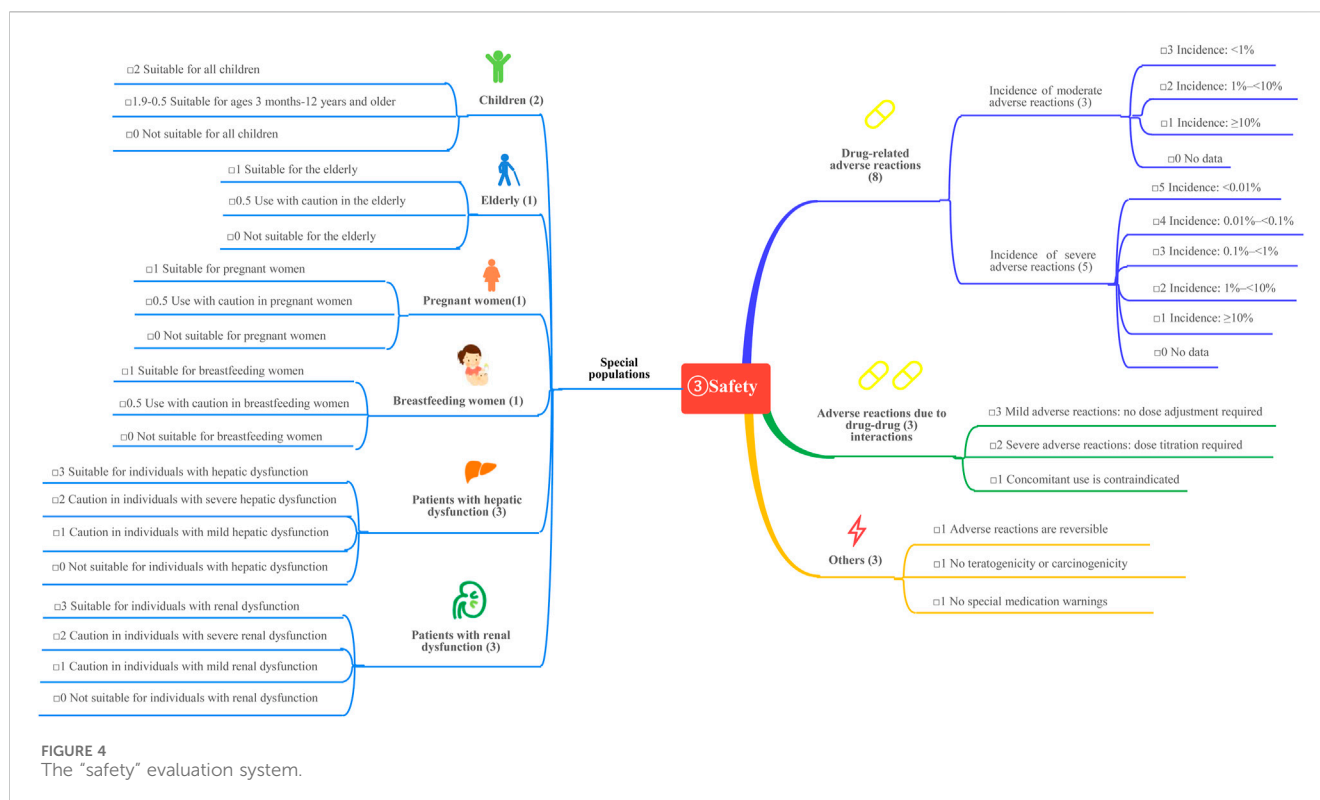 □2 Suitable for all children
□1.9-0.5 Suitable for ages 3 months-12 years and older
□0 Not suitable for all children
Children (2)
□1 Suitable for the elderly
□0.5 Use with caution in the elderly
□0 Not suitable for the elderly
Elderly (1)
□1 Suitable for pregnant women
□0.5 Use with caution in pregnant women
□0 Not suitable for pregnant women
Pregnant women(1)
□1 Suitable for breastfeeding women
□0.5 Use with caution in breastfeeding women
□0 Not suitable for breastfeeding women
Breastfeeding women (1)
□3 Suitable for individuals with hepatic dysfunction
□2 Caution in individuals with severe hepatic dysfunction
□1 Caution in individuals with mild hepatic dysfunction
□0 Not suitable for individuals with hepatic dysfunction
Patients with hepatic
dysfunction (3)
□3 Suitable for individuals with renal dysfunction
□2 Caution in individuals with severe renal dysfunction
□1 Caution in individuals with mild renal dysfunction
□0 Not suitable for individuals with renal dysfunction
Patients with renal
dysfunction (3)
Special
populations
③Safety
Drug-related
adverse reactions
(8)
Incidence of moderate
adverse reactions (3)
□3 Incidence: <1%
□2 Incidence: 1%–<10%
□1 Incidence: ≥10%
□0 No data
Incidence of severe
adverse reactions (5)
□5 Incidence: <0.01%
□4 Incidence: 0.01%–<0.1%
□3 Incidence: 0.1%–<1%
□2 Incidence: 1%–<10%
□1 Incidence: ≥10%
□0 No data
Adverse reactions due to
drug-drug (3)
interactions
□3 Mild adverse reactions: no dose adjustment required
□2 Severe adverse reactions: dose titration required
□1 Concomitant use is contraindicated
Others (3)
□1 Adverse reactions are reversible
□1 No teratogenicity or carcinogenicity
□1 No special medication warnings
FIGURE 4
The "safety" evaluation system.